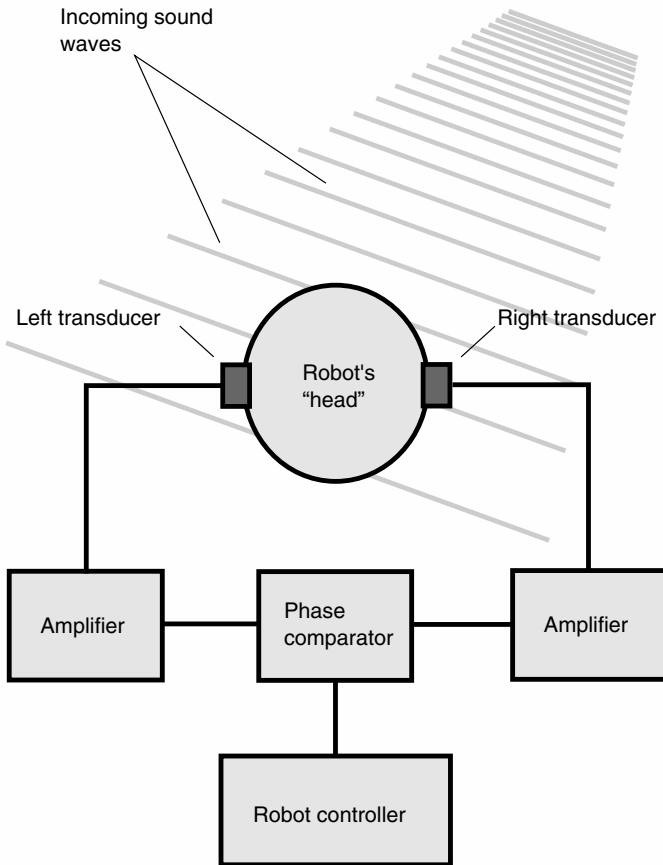 Incoming sound
waves
Left transducer
Right transducer
Robot's
“head”
Amplifier
Phase
comparator
Amplifier
Robot controller